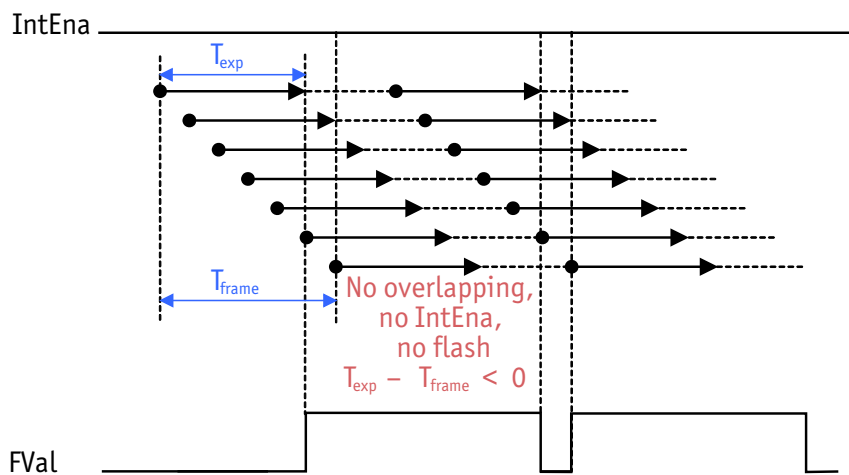 IntEna
Texp
Tframe
No overlapping,
no IntEna,
no flash
Texp – Tframe < 0
FVal